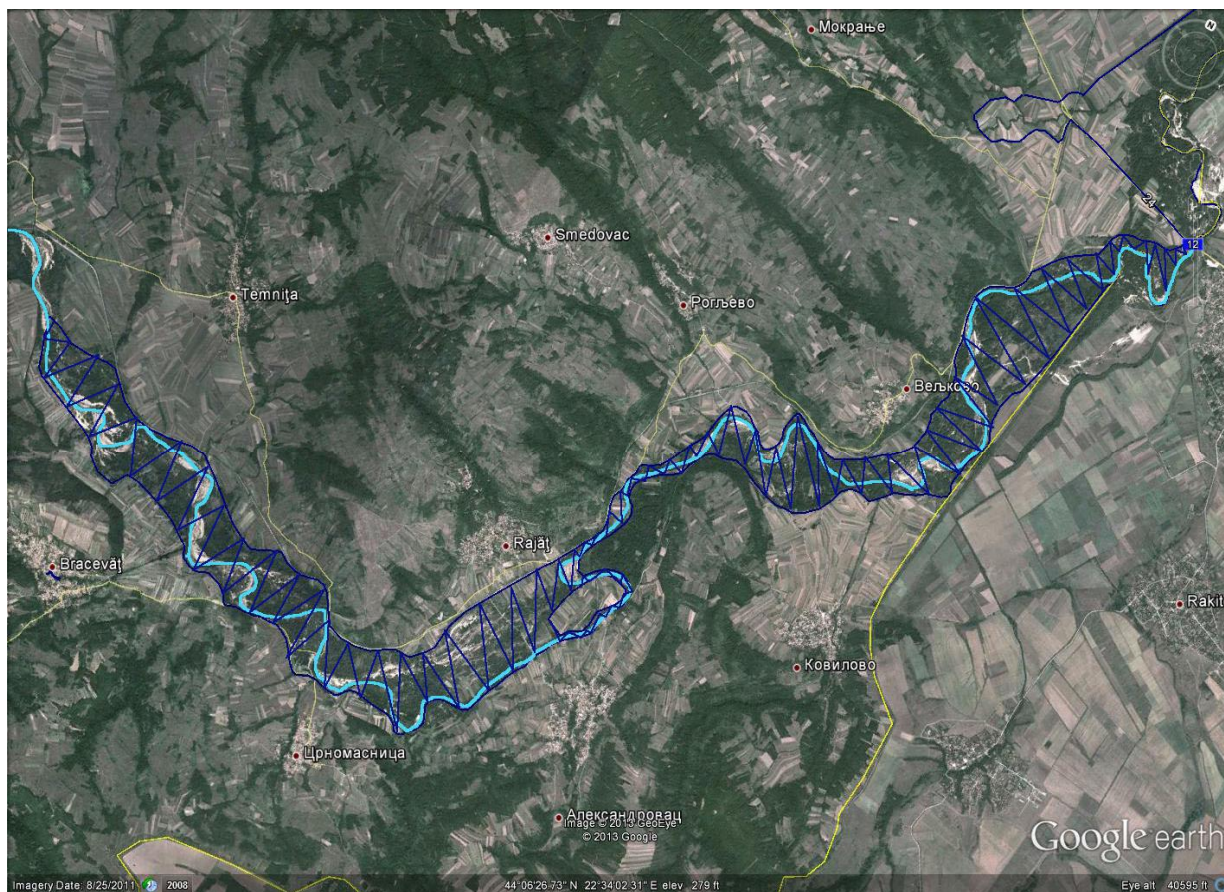 Мокрање
24
12
Smedovac
Temniţa
Рогљево
Вељково
Rajăţ
Bracevăţ
Rakit
Ковилово
Црномасница
Александровац
Image © 2013 GeoEye
© 2013 Google
Google earth
Imagery Date: 8/25/2011 2008 44°06'26.73" N 22°34'02.31" E elev 279 ft Eye alt 40595 ft